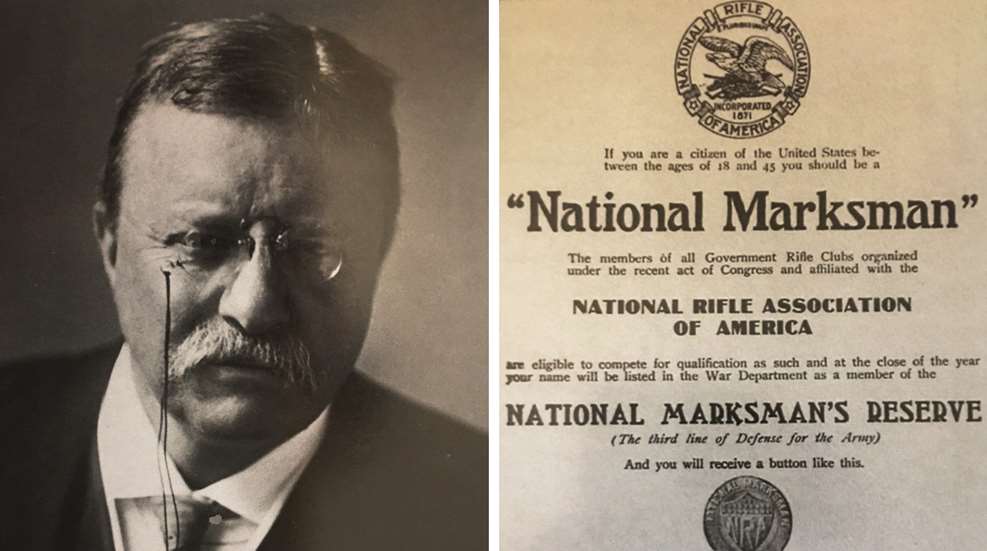 NATIONAL RIFLE ASSOCIATION
E PLURIBUS UNUM
INCORPORATED
1871
OF AMERICA
If you are a citizen of the United States be-
tween the ages of 18 and 45 you should be a
“National Marksman”
The members of all Government Rifle Clubs organized
under the recent act of Congress and affiliated with the
NATIONAL RIFLE ASSOCIATION
OF AMERICA
are eligible to compete for qualification as such and at the close of the year
your name will be listed in the War Department as a member of the
NATIONAL MARKSMAN'S RESERVE
(The third line of Defense for the Army)
And you will receive a button like this.
NATIONAL MARKSMAN
NRA